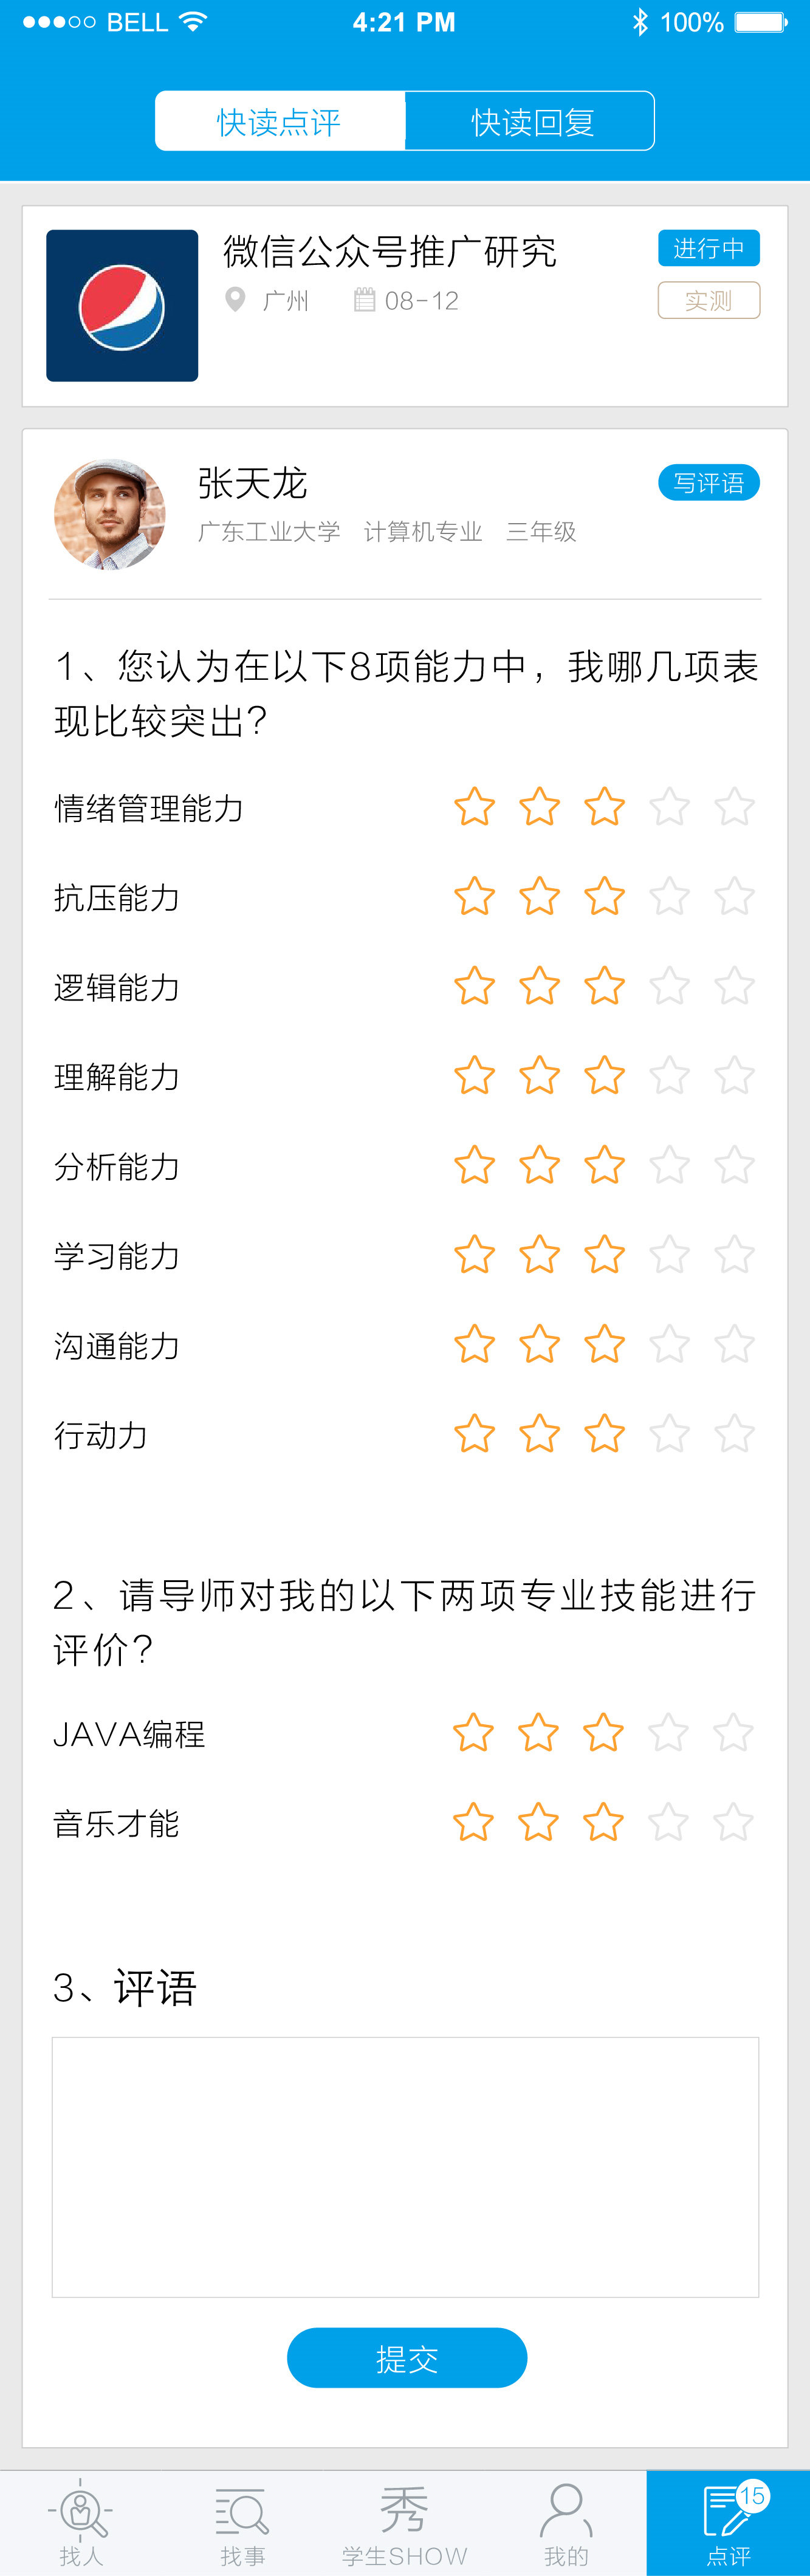 BELL 4:21 PM 100%
快读点评 快读回复
微信公众号推广研究 进行中
广州 08-12 实测
张天龙 写评语
广东工业大学 计算机专业 三年级
1、您认为在以下8项能力中，我哪几项表
现比较突出？
情绪管理能力
抗压能力
逻辑能力
理解能力
分析能力
学习能力
沟通能力
行动力
2、请导师对我的以下两项专业技能进行
评价？
JAVA编程
音乐才能
3、评语
提交
秀 15
找人 找事 学生SHOW 我的 点评